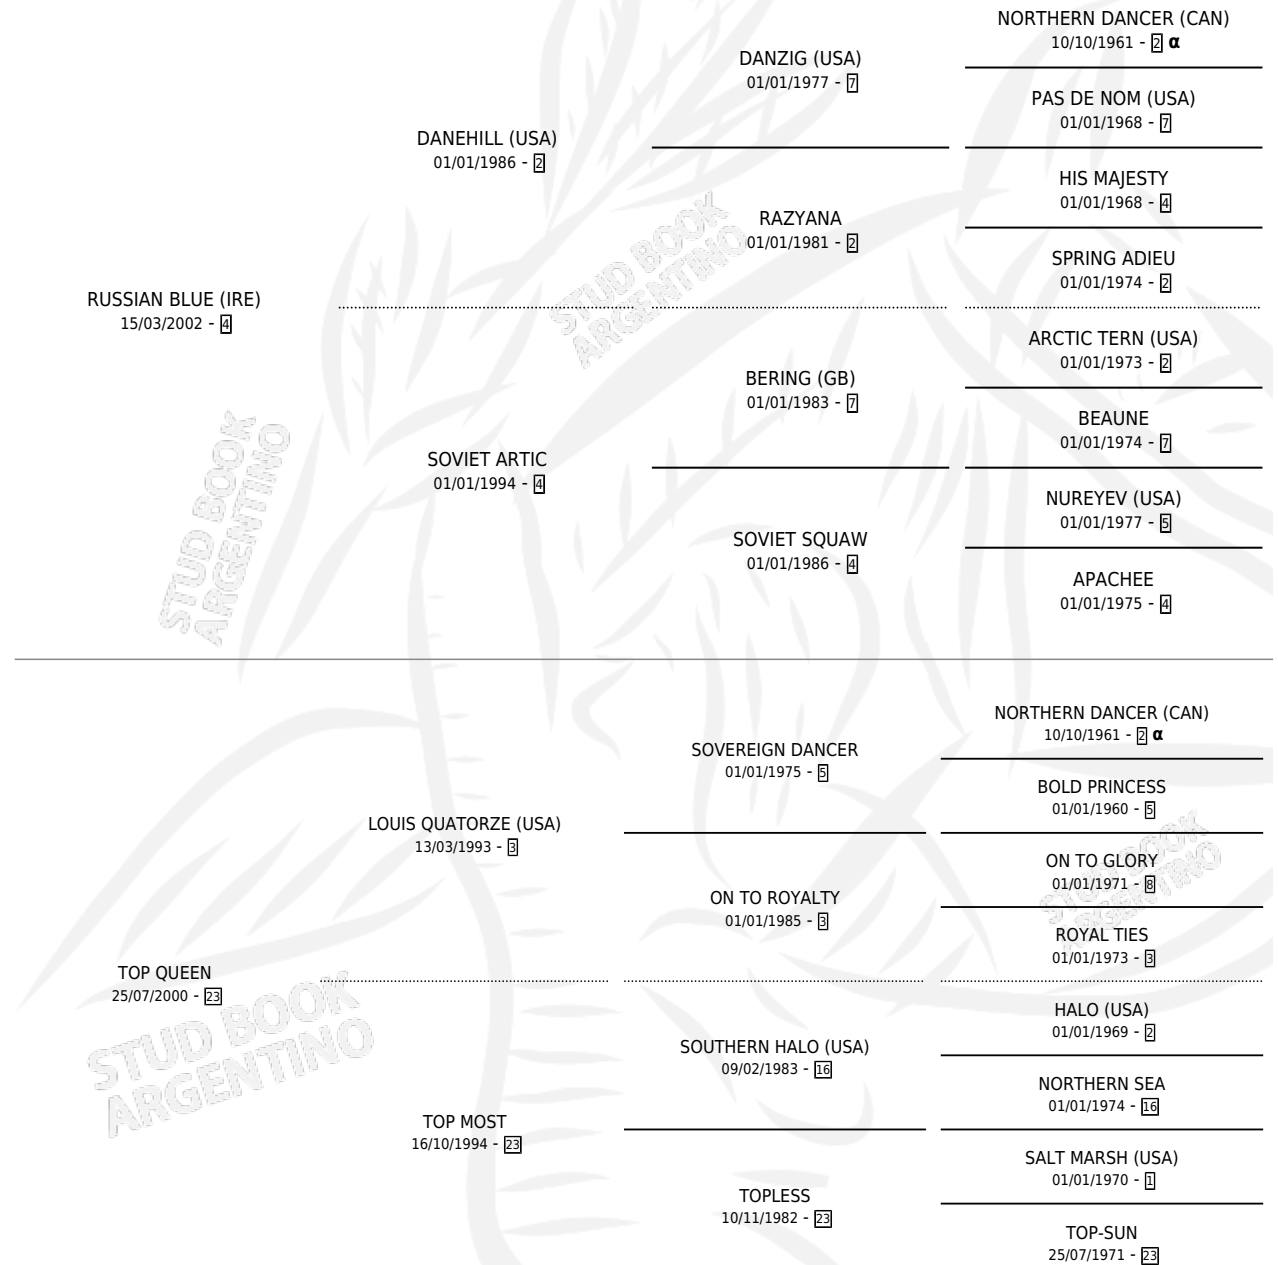 NORTHERN DANCER (CAN)
10/10/1961 - 2 α
DANZIG (USA)
01/01/1977 - 7
PAS DE NOM (USA)
01/01/1968 - 7
DANEHILL (USA)
01/01/1986 - 2
HIS MAJESTY
01/01/1968 - 4
RAZYANA
01/01/1981 - 2
SPRING ADIEU
01/01/1974 - 2
RUSSIAN BLUE (IRE)
15/03/2002 - 4
ARCTIC TERN (USA)
01/01/1973 - 2
BERING (GB)
01/01/1983 - 7
BEAUNE
01/01/1974 - 7
SOVIET ARTIC
01/01/1994 - 4
NUREYEV (USA)
01/01/1977 - 5
SOVIET SQUAW
01/01/1986 - 4
APACHEE
01/01/1975 - 4
NORTHERN DANCER (CAN)
10/10/1961 - 2 α
SOVEREIGN DANCER
01/01/1975 - 5
BOLD PRINCESS
01/01/1960 - 5
LOUIS QUATORZE (USA)
13/03/1993 - 3
ON TO GLORY
01/01/1971 - 8
ON TO ROYALTY
01/01/1985 - 3
ROYAL TIES
01/01/1973 - 3
TOP QUEEN
25/07/2000 - 23
HALO (USA)
01/01/1969 - 2
SOUTHERN HALO (USA)
09/02/1983 - 16
NORTHERN SEA
01/01/1974 - 16
TOP MOST
16/10/1994 - 23
SALT MARSH (USA)
01/01/1970 - 1
TOPLESS
10/11/1982 - 23
TOP-SUN
25/07/1971 - 23
STUD BOOK
ARGENTINO
STUD BOOK
ARGENTINO
STUD BOOK
ARGENTINO
STUD BOOK
ARGENTINO